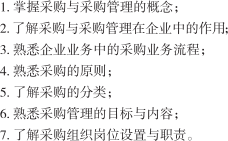 1. 掌握采购与采购管理的概念;
2. 了解采购与采购管理在企业中的作用;
3. 熟悉企业业务中的采购业务流程;
4. 熟悉采购的原则;
5. 了解采购的分类;
6. 熟悉采购管理的目标与内容;
7. 了解采购组织岗位设置与职责。